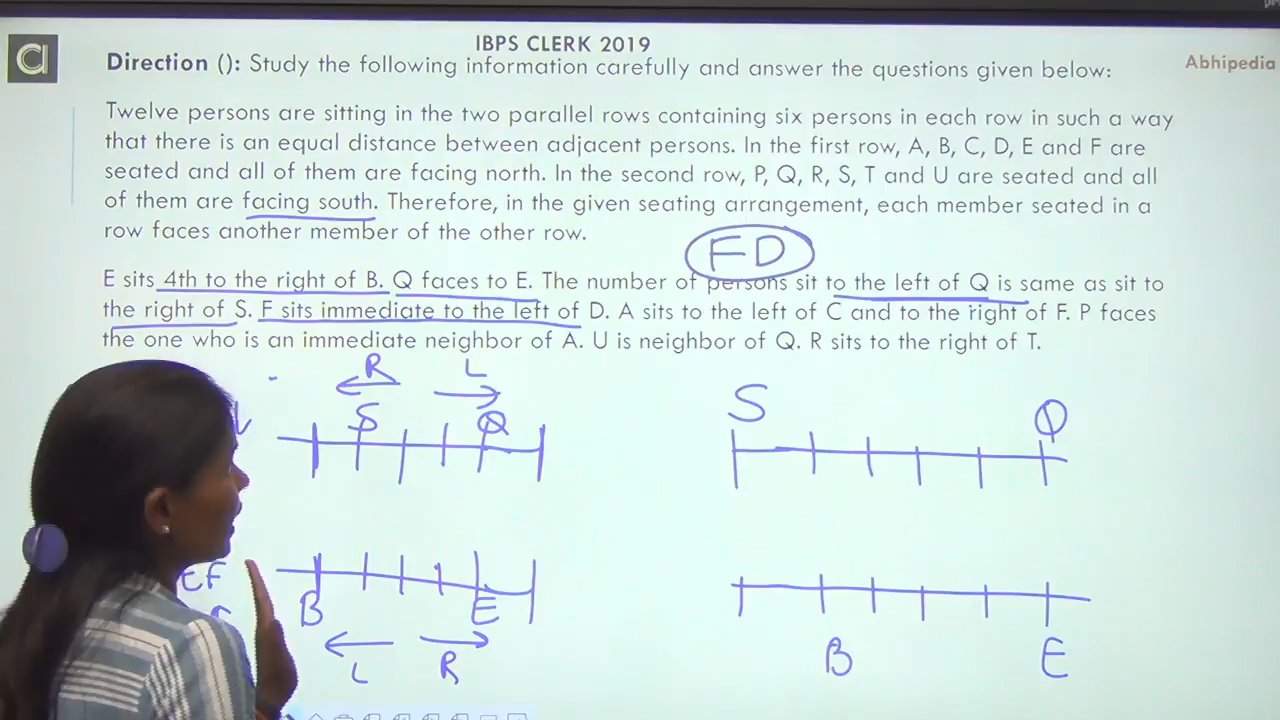 IBPS CLERK 2019
Direction (): Study the following information carefully and answer the questions given below:
Abhipedia
Twelve persons are sitting in the two parallel rows containing six persons in each row in such a way
that there is an equal distance between adjacent persons. In the first row, A, B, C, D, E and F are
seated and all of them are facing north. In the second row, P, Q, R, S, T and U are seated and all
of them are facing south. Therefore, in the given seating arrangement, each member seated in a
row faces another member of the other row.
FD
E sits 4th to the right of B. Q faces to E. The number of persons sit to the left of Q is same as sit to
the right of S. F sits immediate to the left of D. A sits to the left of C and to the right of F. P faces
the one who is an immediate neighbor of A. U is neighbor of Q. R sits to the right of T.
R L
S Q
S Q
B E
B E
L R